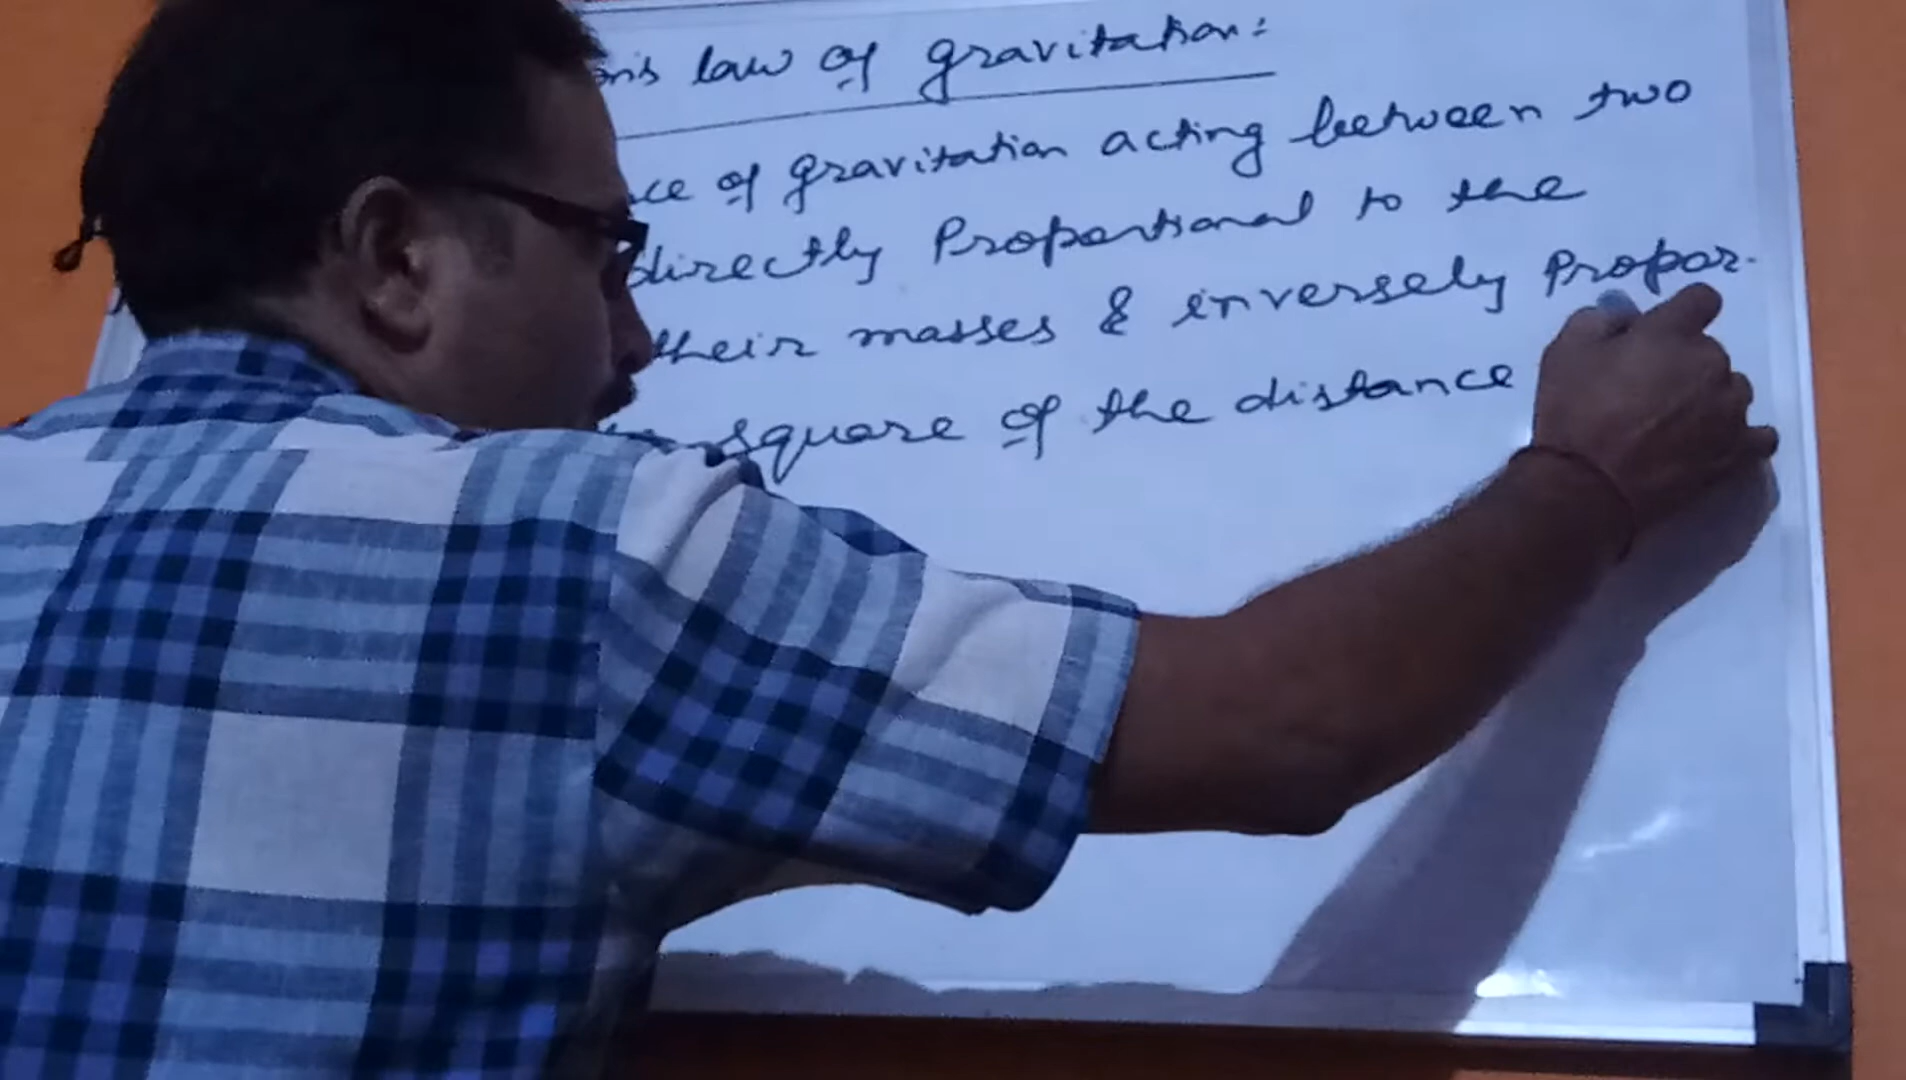 law of gravitation:
of gravitation acting between two
directly Proportional to the
their masses & inversely Propor-
square of the distance